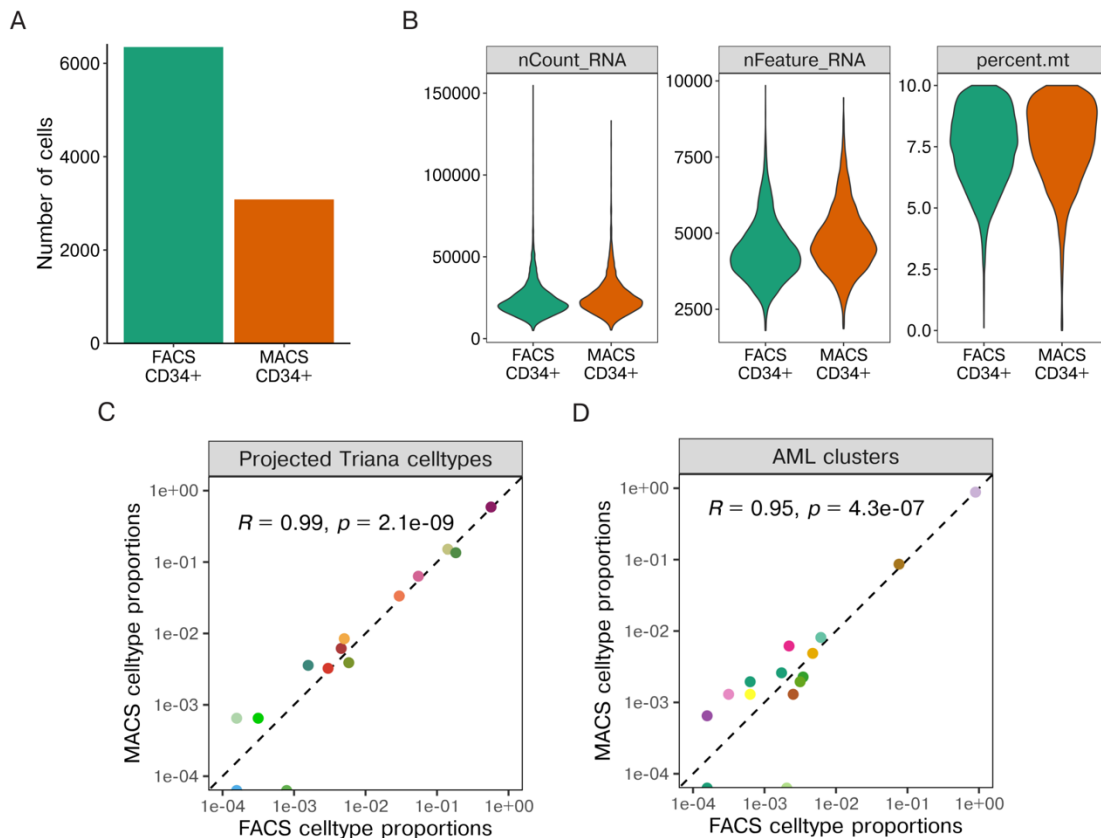 A
Number of cells
6000
4000
2000
0
FACS
CD34+
MACS
CD34+
B
nCount_RNA
150000
100000
50000
0
FACS
CD34+
MACS
CD34+
nFeature_RNA
10000
7500
5000
2500
FACS
CD34+
MACS
CD34+
percent.mt
10.0
7.5
5.0
2.5
0.0
FACS
CD34+
MACS
CD34+
C
Projected Triana celltypes
R = 0.99, p = 2.1e-09
MACS celltype proportions
1e+00
1e-01
1e-02
1e-03
1e-04
1e-04 1e-03 1e-02 1e-01 1e+00
FACS celltype proportions
D
AML clusters
R = 0.95, p = 4.3e-07
MACS celltype proportions
1e+00
1e-01
1e-02
1e-03
1e-04
1e-04 1e-03 1e-02 1e-01 1e+00
FACS celltype proportions